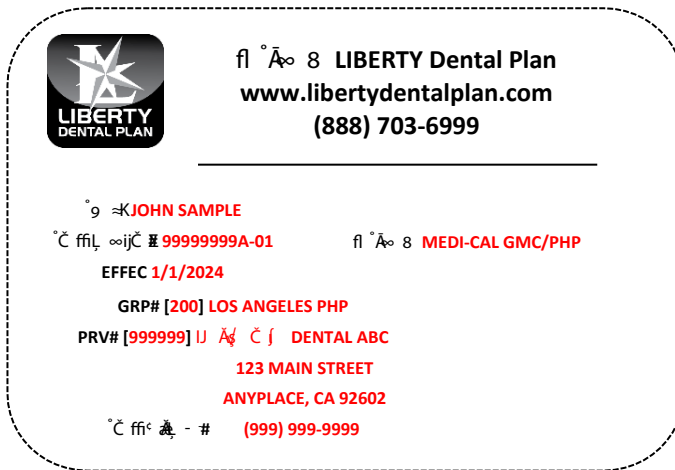 LIBERTY
DENTAL PLAN
LIBERTY Dental Plan
www.libertydentalplan.com
(888) 703-6999
JOHN SAMPLE
99999999A-01 MEDI-CAL GMC/PHP
EFFEC 1/1/2024
GRP# [200] LOS ANGELES PHP
PRV# [999999] DENTAL ABC
123 MAIN STREET
ANYPLACE, CA 92602
- # (999) 999-9999